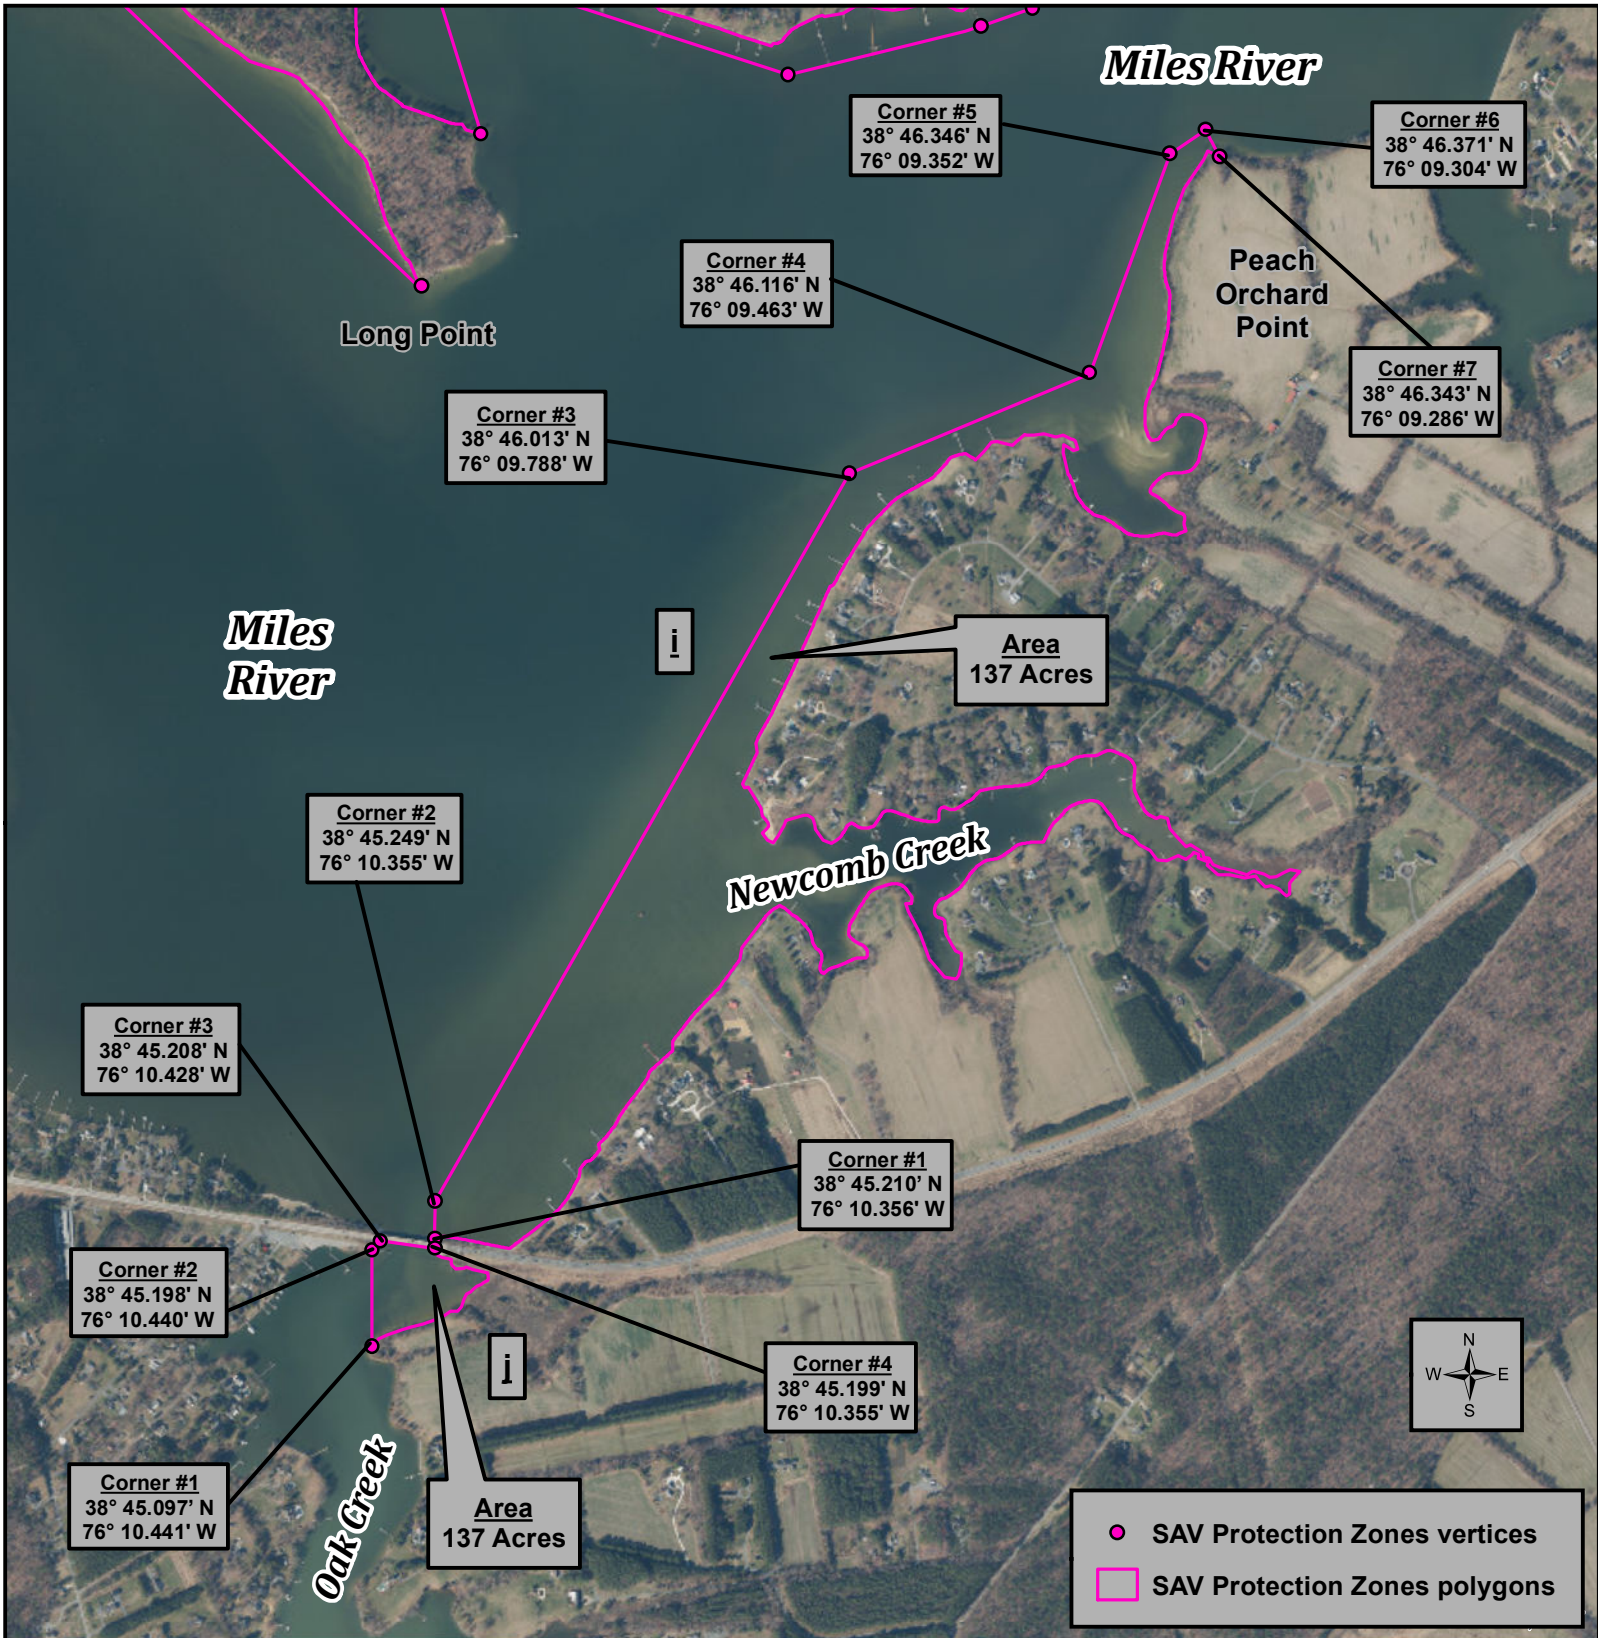 Miles River
Corner #5
38° 46.346' N
76° 09.352' W
Corner #6
38° 46.371' N
76° 09.304' W
Corner #4
38° 46.116' N
76° 09.463' W
Peach
Orchard
Point
Long Point
Corner #7
38° 46.343' N
76° 09.286' W
Corner #3
38° 46.013' N
76° 09.788' W
Miles
River
i
Area
137 Acres
Corner #2
38° 45.249' N
76° 10.355' W
Newcomb Creek
Corner #3
38° 45.208' N
76° 10.428' W
Corner #1
38° 45.210’ N
76° 10.356' W
Corner #2
38° 45.198' N
76° 10.440' W
j
Corner #4
38° 45.199' N
76° 10.355' W
N
W E
S
Corner #1
38° 45.097’ N
76° 10.441' W
Oak Creek
Area
137 Acres
SAV Protection Zones vertices
SAV Protection Zones polygons